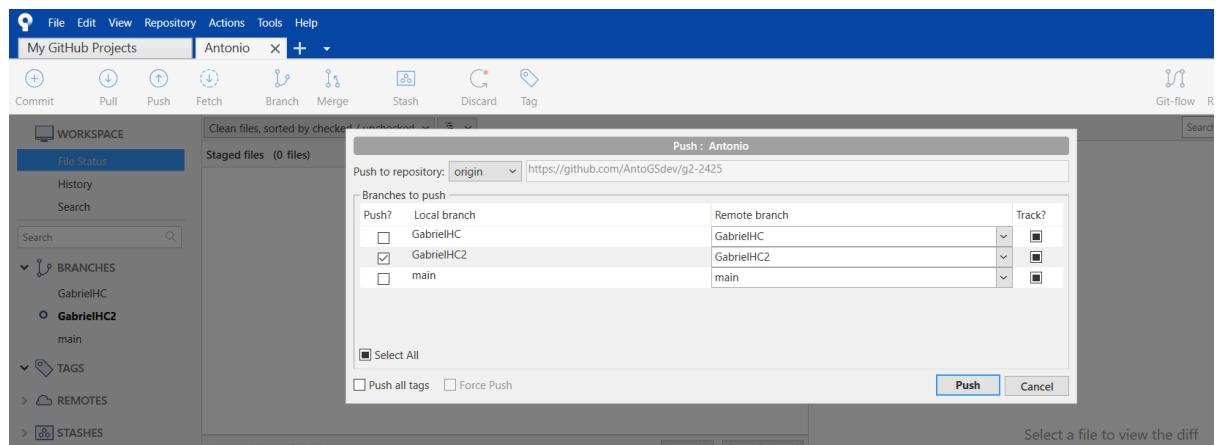 File Edit View Repository Actions Tools Help
My GitHub Projects Antonio
Commit Pull Push Fetch Branch Merge Stash Discard Tag Git-flow R
WORKSPACE
File Status
History
Search
Search
BRANCHES
GabrielHC
GabrielHC2
main
TAGS
REMOTES
STASHES
Clean files, sorted by checked / unchecked
Staged files (0 files)
Search
Push : Antonio
Push to repository: origin https://github.com/AntoGSdev/g2-2425
Branches to push
Push? Local branch Remote branch Track?
GabrielHC GabrielHC
GabrielHC2 GabrielHC2
main main
Select All
Push all tags Force Push Push Cancel
Select a file to view the diff